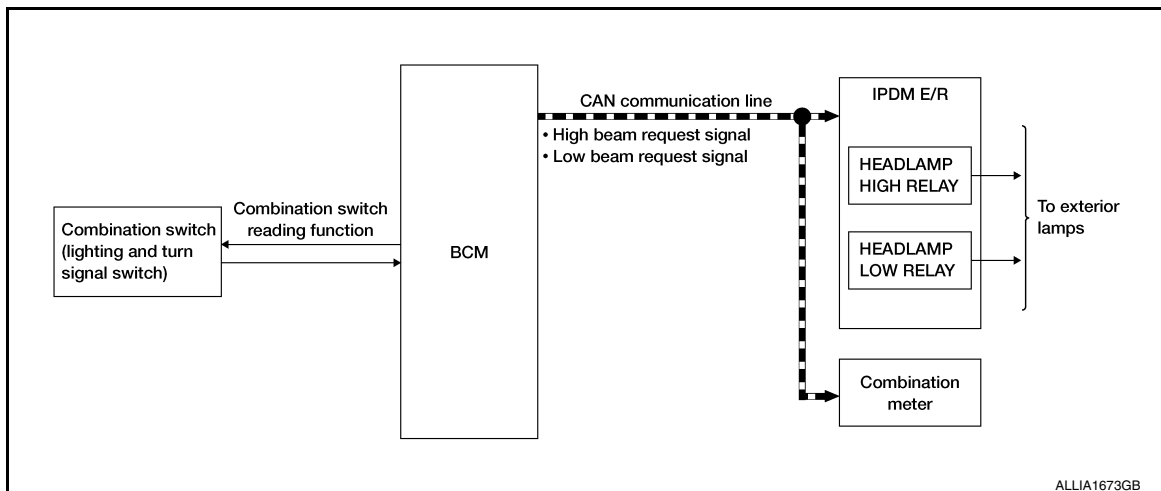 CAN communication line
• High beam request signal
• Low beam request signal
IPDM E/R
HEADLAMP
HIGH RELAY
HEADLAMP
LOW RELAY
To exterior
lamps
Combination switch
reading function
Combination switch
(lighting and turn
signal switch)
BCM
Combination
meter
ALLIA1673GB